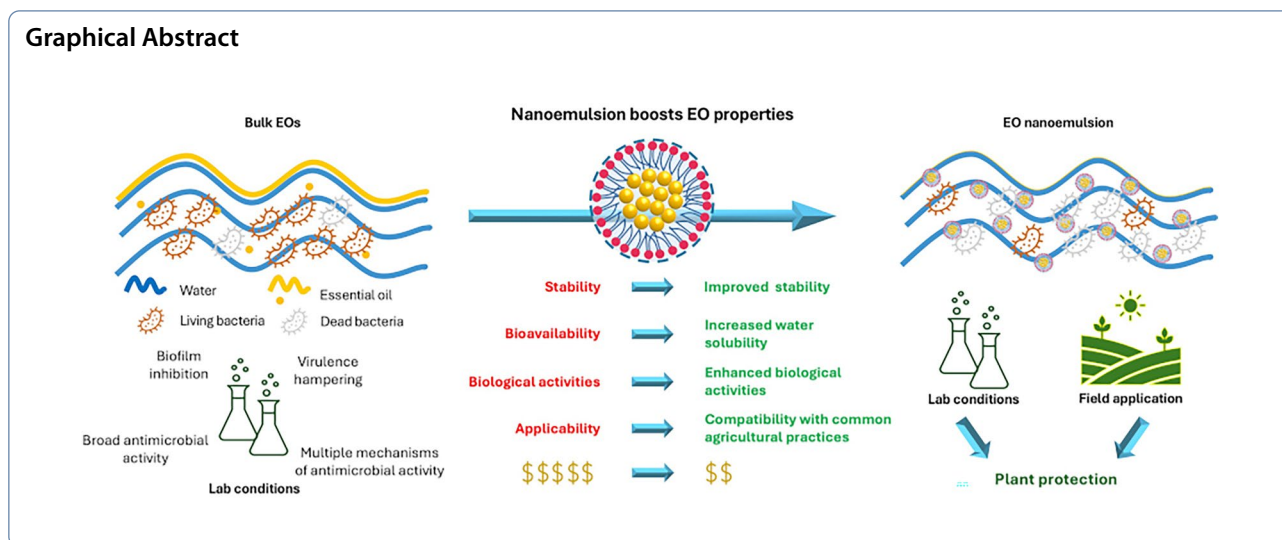 Graphical Abstract
Bulk EOs
Water
Essential oil
Living bacteria
Dead bacteria
Biofilm
inhibition
Virulence
hampering
Broad antimicrobial
activity
Multiple mechanisms
of antimicrobial activity
Lab conditions
Nanoemulsion boosts EO properties
Stability
Improved stability
Bioavailability
Increased water
solubility
Biological activities
Enhanced biological
activities
Applicability
Compatibility with common
agricultural practices
$$$$$
$$
EO nanoemulsion
Lab conditions
Field application
Plant protection